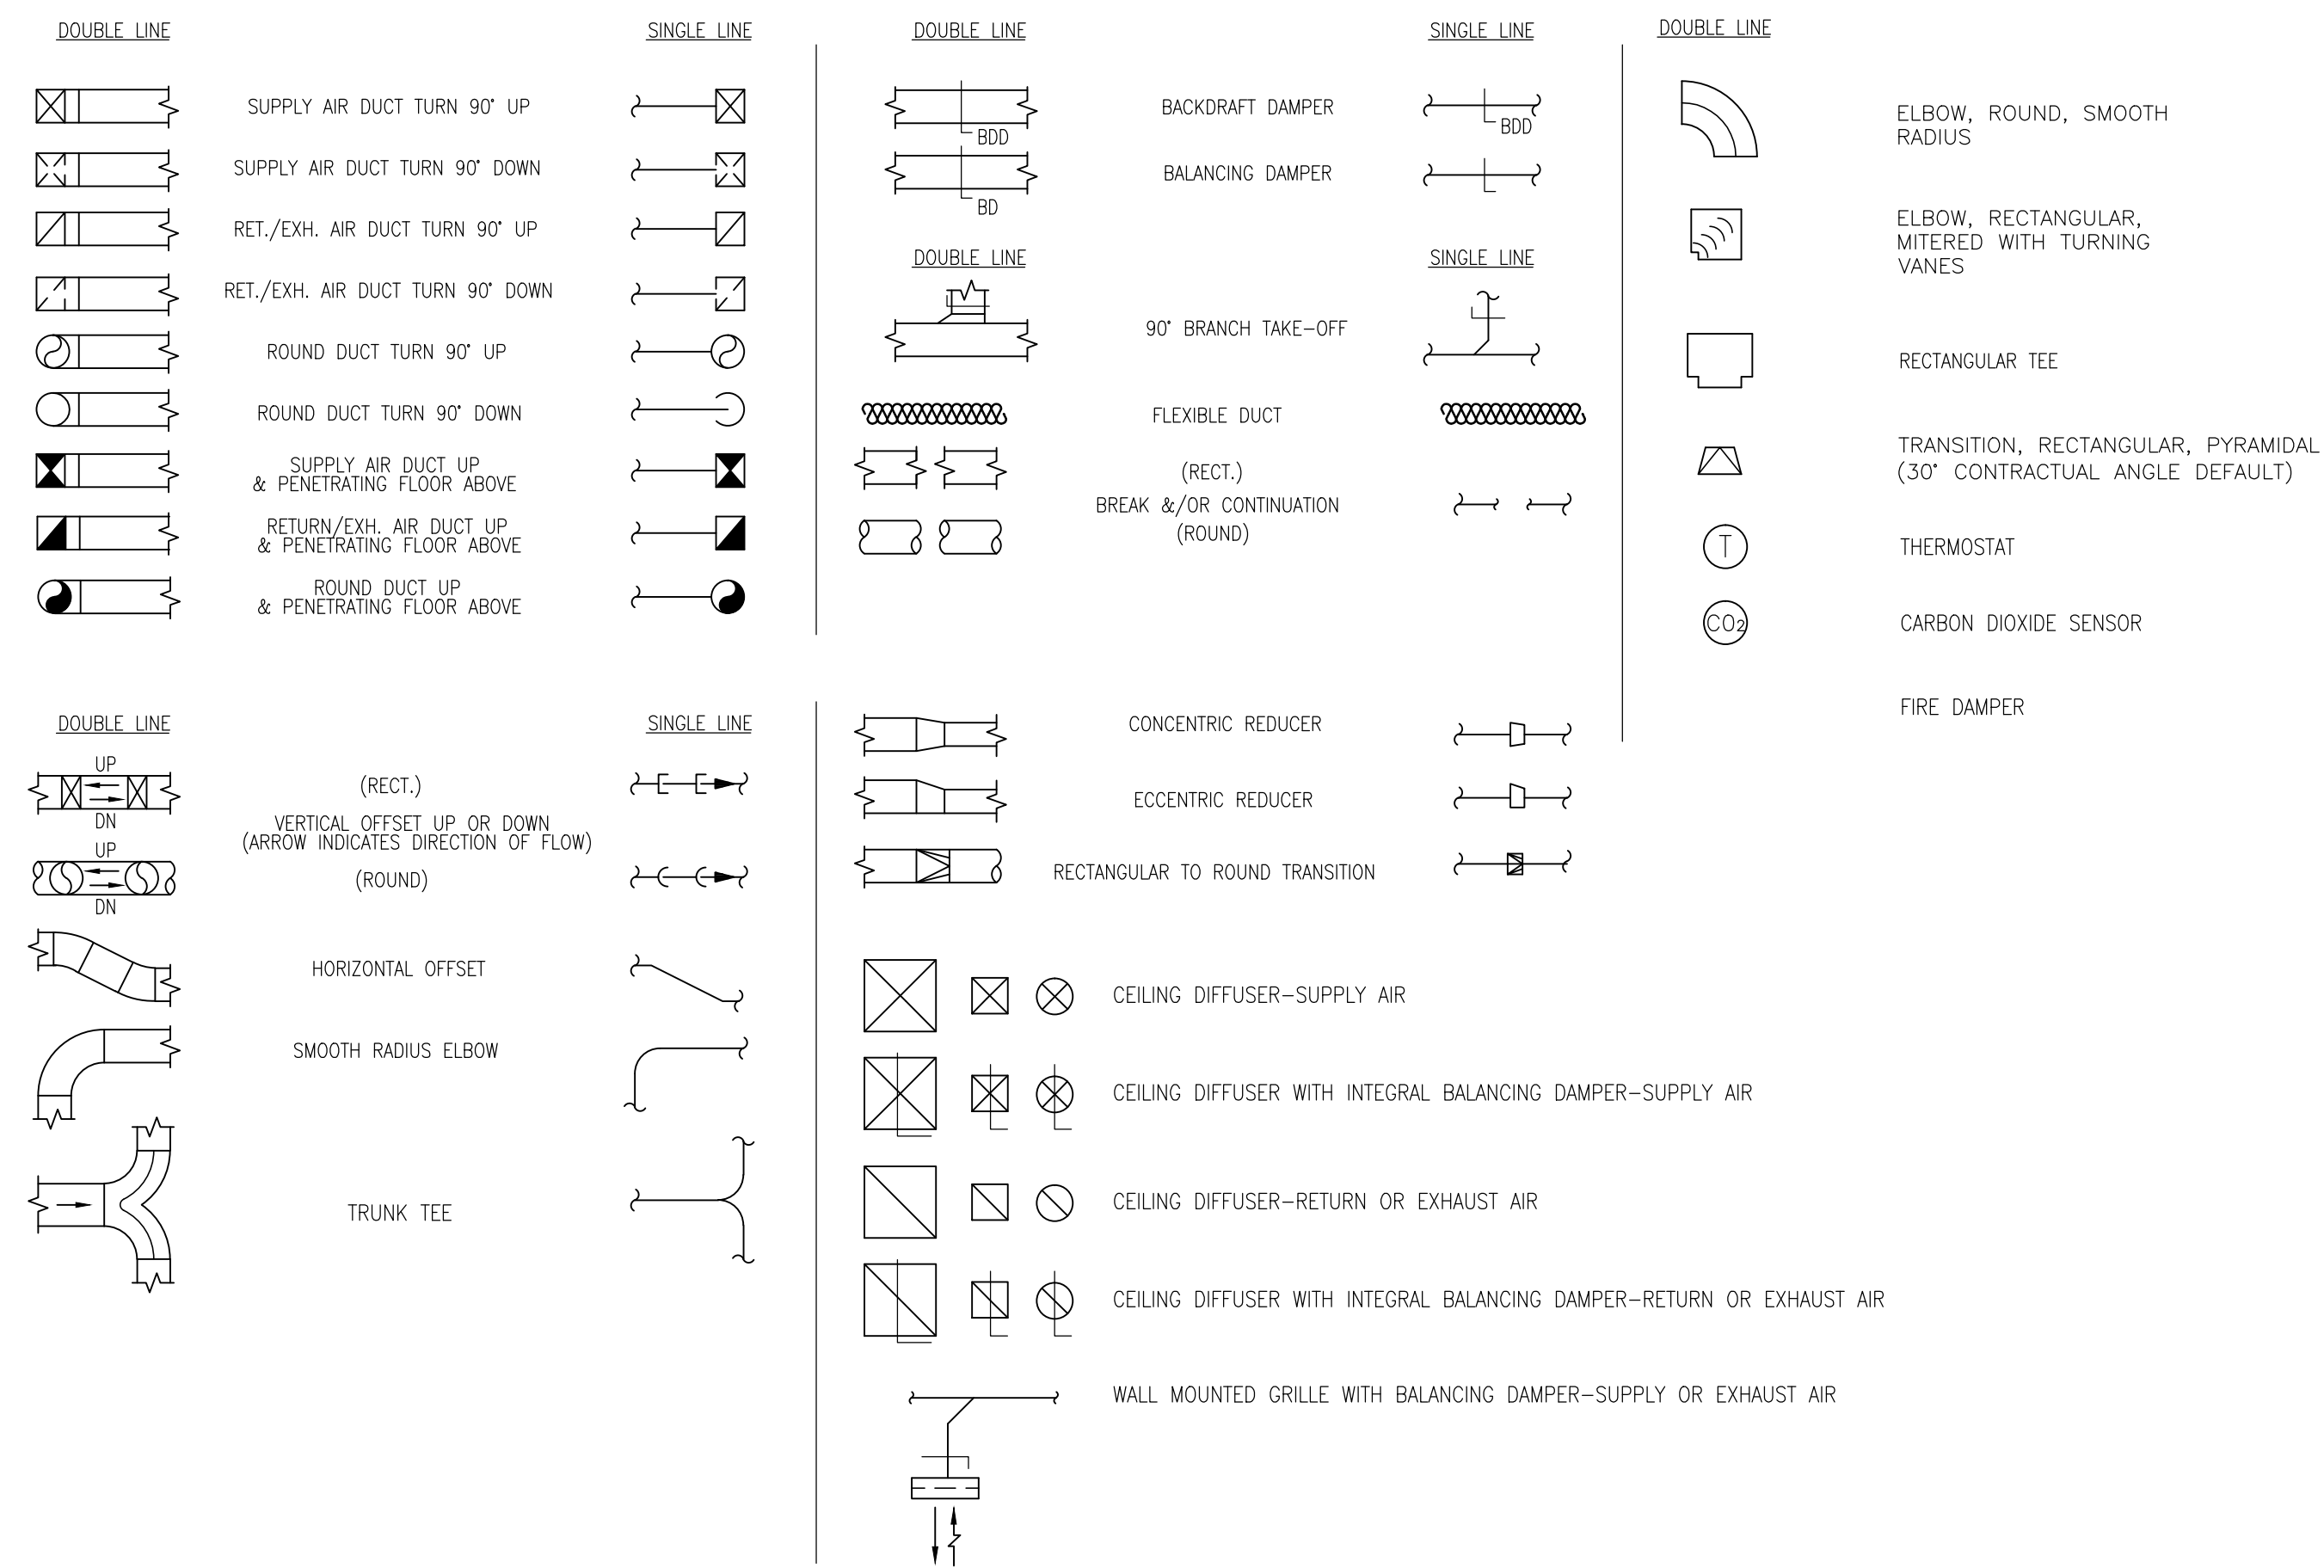 DOUBLE LINE
SINGLE LINE
SUPPLY AIR DUCT TURN 90° UP
SUPPLY AIR DUCT TURN 90° DOWN
RET./EXH. AIR DUCT TURN 90° UP
RET./EXH. AIR DUCT TURN 90° DOWN
ROUND DUCT TURN 90° UP
ROUND DUCT TURN 90° DOWN
SUPPLY AIR DUCT UP
& PENETRATING FLOOR ABOVE
RETURN/EXH. AIR DUCT UP
& PENETRATING FLOOR ABOVE
ROUND DUCT UP
& PENETRATING FLOOR ABOVE
DOUBLE LINE
SINGLE LINE
UP
(RECT.)
DN
VERTICAL OFFSET UP OR DOWN
(ARROW INDICATES DIRECTION OF FLOW)
UP
(ROUND)
DN
HORIZONTAL OFFSET
SMOOTH RADIUS ELBOW
TRUNK TEE
DOUBLE LINE
SINGLE LINE
BACKDRAFT DAMPER
BDD
BDD
BALANCING DAMPER
BD
DOUBLE LINE
SINGLE LINE
90° BRANCH TAKE-OFF
FLEXIBLE DUCT
(RECT.)
BREAK &/OR CONTINUATION
(ROUND)
CONCENTRIC REDUCER
ECCENTRIC REDUCER
RECTANGULAR TO ROUND TRANSITION
CEILING DIFFUSER-SUPPLY AIR
CEILING DIFFUSER WITH INTEGRAL BALANCING DAMPER-SUPPLY AIR
CEILING DIFFUSER-RETURN OR EXHAUST AIR
CEILING DIFFUSER WITH INTEGRAL BALANCING DAMPER-RETURN OR EXHAUST AIR
WALL MOUNTED GRILLE WITH BALANCING DAMPER-SUPPLY OR EXHAUST AIR
DOUBLE LINE
ELBOW, ROUND, SMOOTH
RADIUS
ELBOW, RECTANGULAR,
MITERED WITH TURNING
VANES
RECTANGULAR TEE
TRANSITION, RECTANGULAR, PYRAMIDAL
(30° CONTRACTUAL ANGLE DEFAULT)
T
THERMOSTAT
CO2
CARBON DIOXIDE SENSOR
FIRE DAMPER